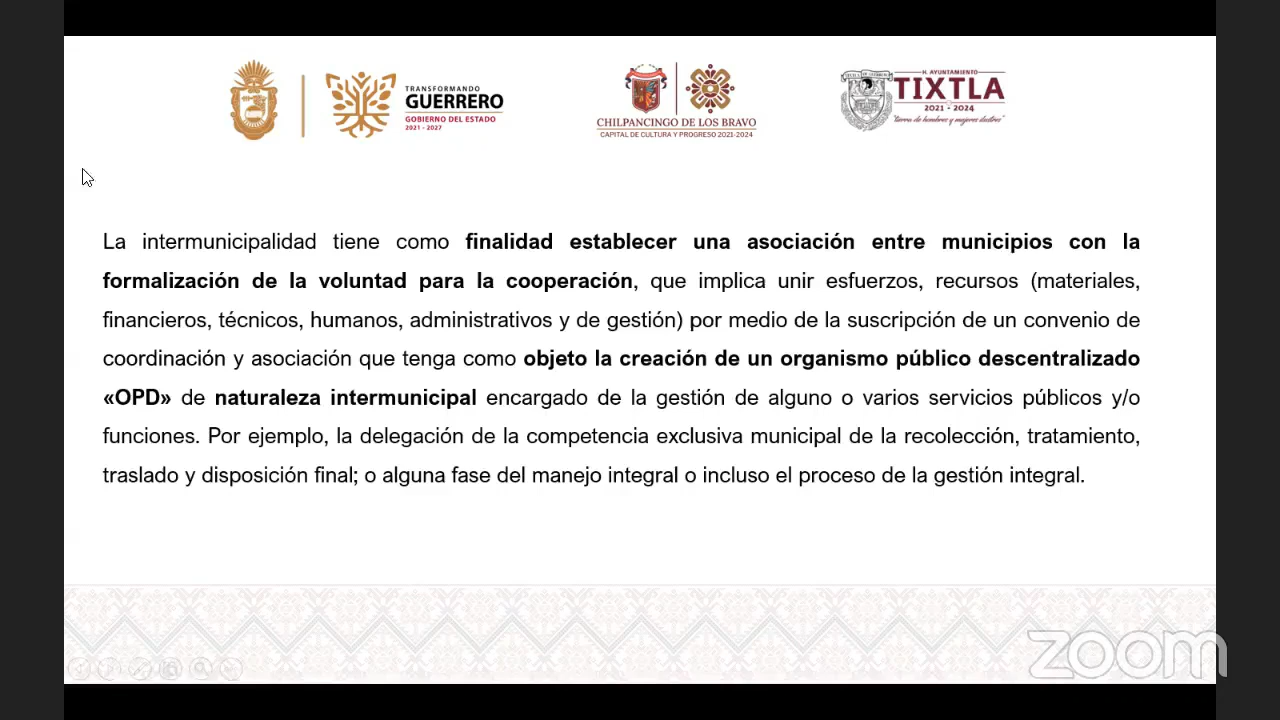 TRANSFORMANDO
GUERRERO
GOBIERNO DEL ESTADO
2021 - 2027
CHILPANCINGO DE LOS BRAVO
CAPITAL DE CULTURA Y PROGRESO 2021-2024
H. AYUNTAMIENTO
TIXTLA
2021 - 2024
"tierra de hombres y mujeres ilustres"
La intermunicipalidad tiene como finalidad establecer una asociación entre municipios con la
formalización de la voluntad para la cooperación, que implica unir esfuerzos, recursos (materiales,
financieros, técnicos, humanos, administrativos y de gestión) por medio de la suscripción de un convenio de
coordinación y asociación que tenga como objeto la creación de un organismo público descentralizado
«OPD» de naturaleza intermunicipal encargado de la gestión de alguno o varios servicios públicos y/o
funciones. Por ejemplo, la delegación de la competencia exclusiva municipal de la recolección, tratamiento,
traslado y disposición final; o alguna fase del manejo integral o incluso el proceso de la gestión integral.
zoom